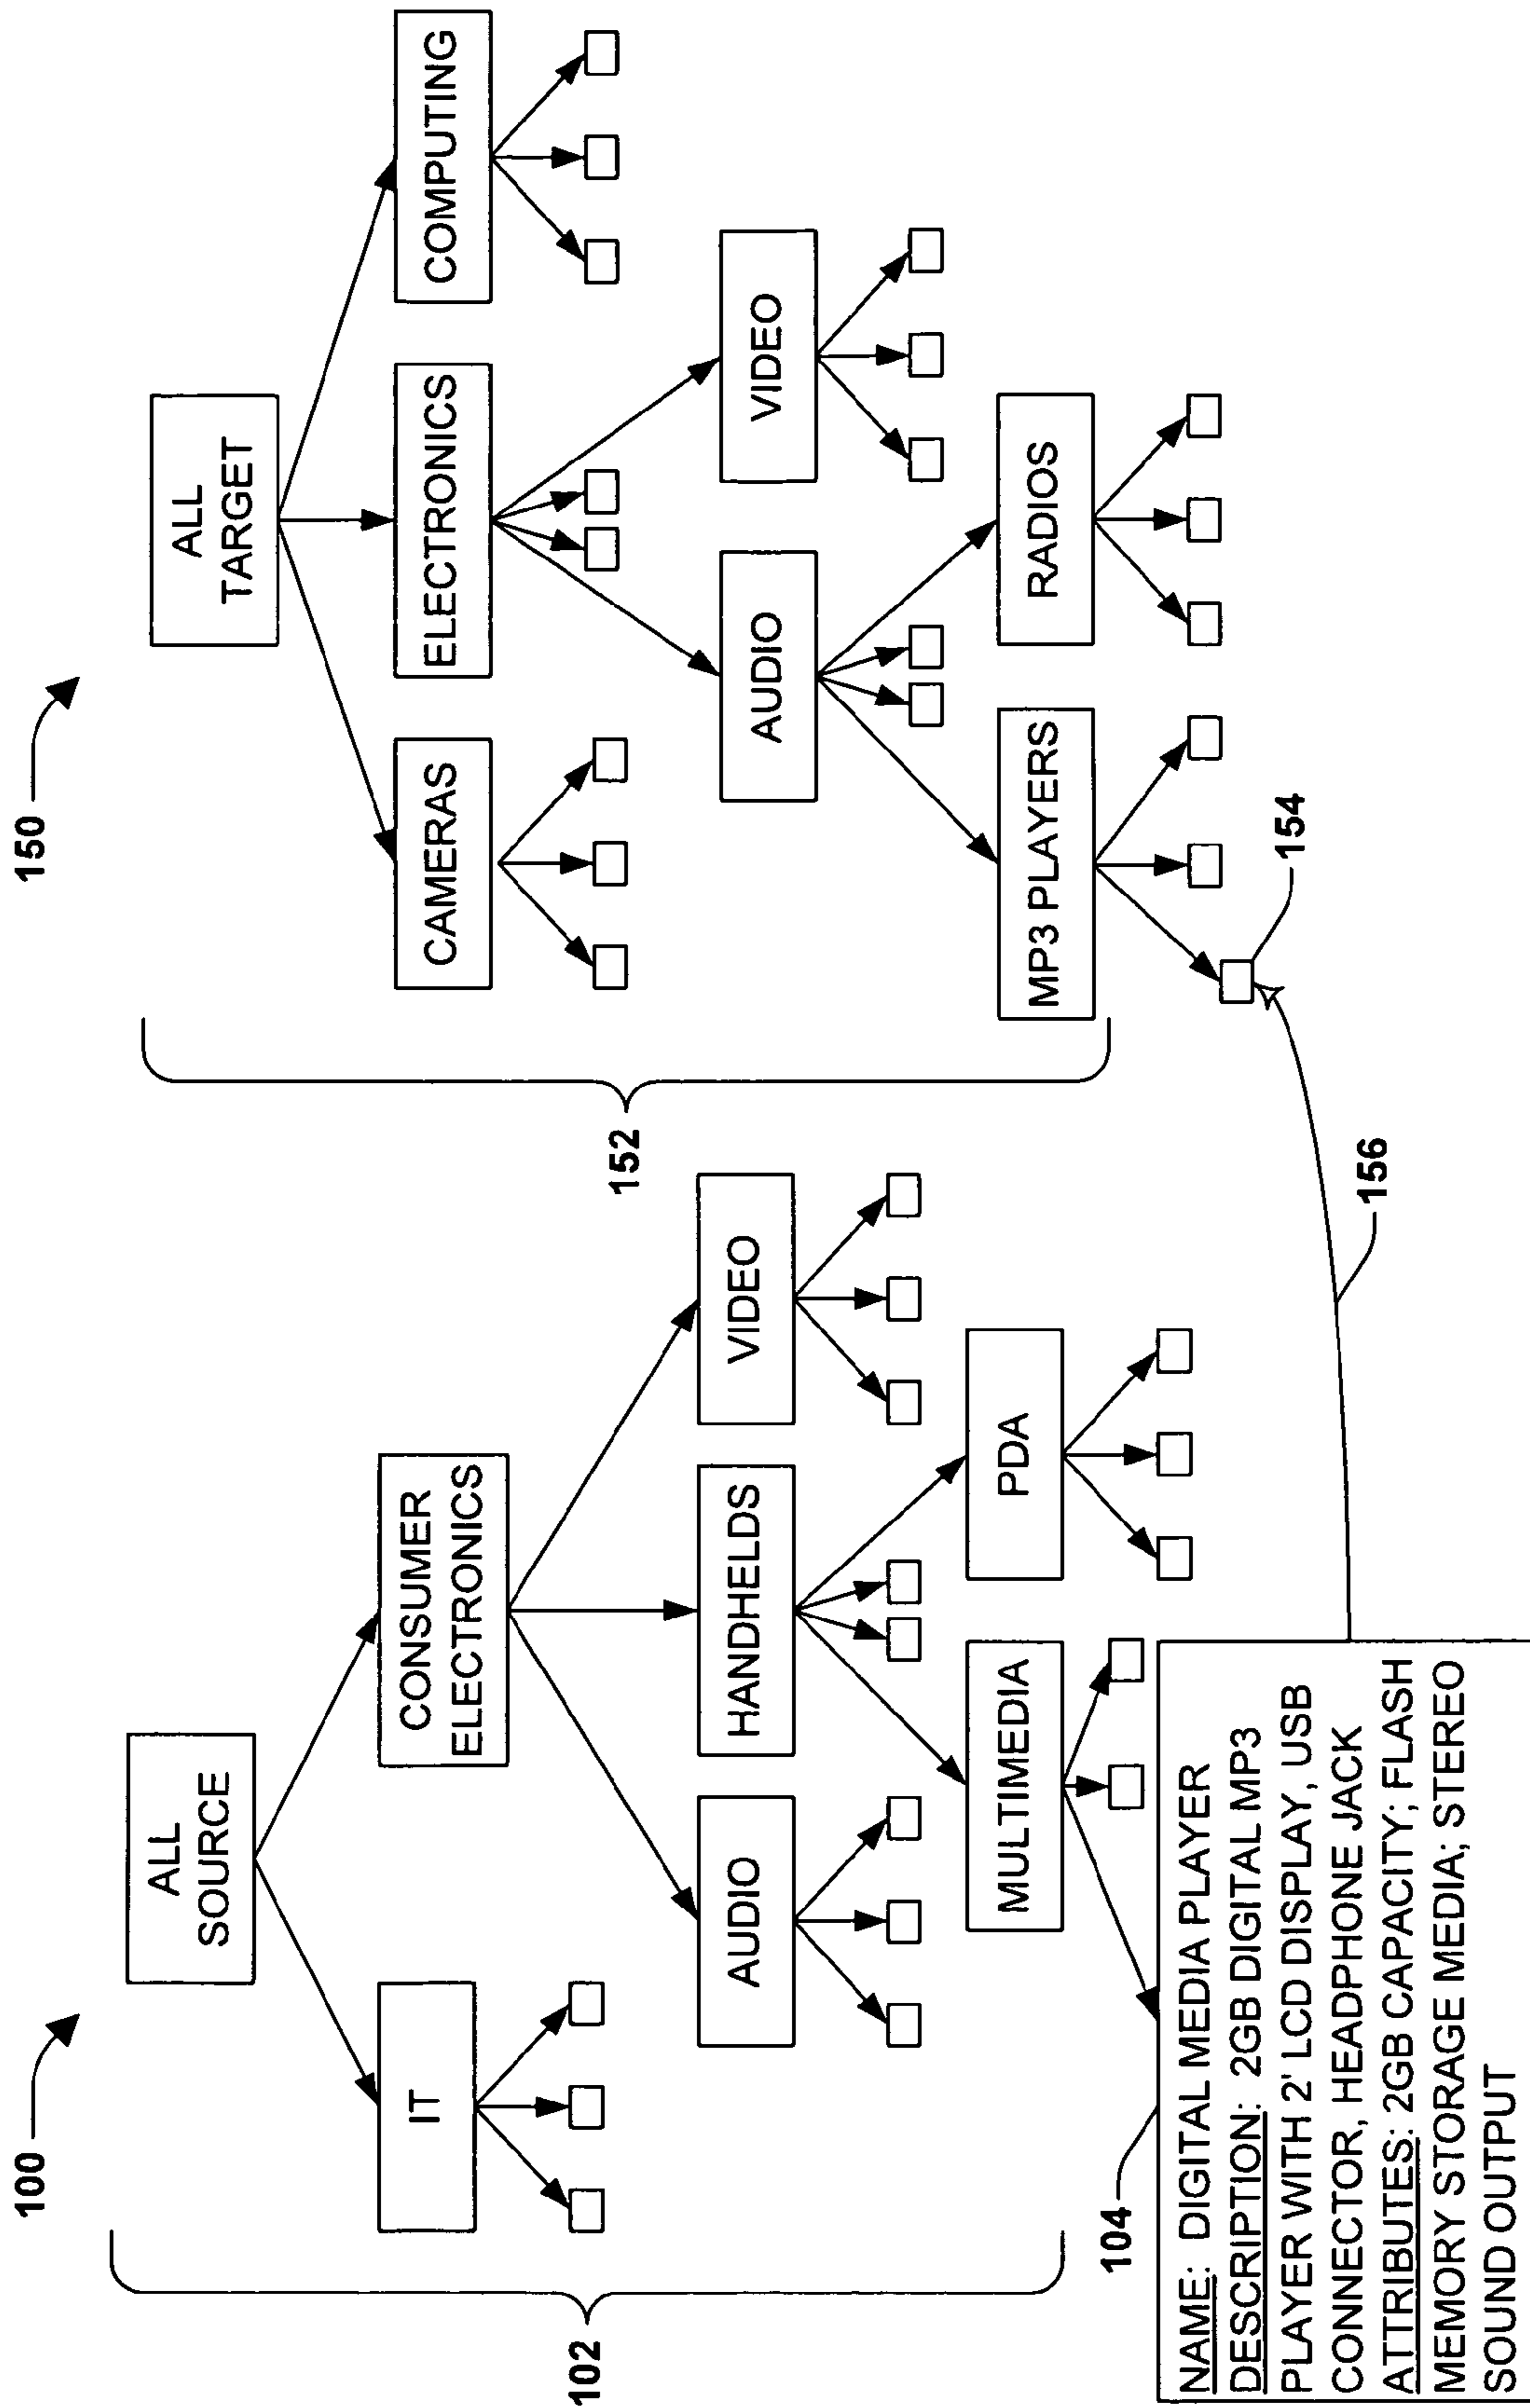 100
ALL
SOURCE
IT
CONSUMER
ELECTRONICS
AUDIO
HANDHELDS
VIDEO
MULTIMEDIA
PDA
102
104
NAME: DIGITAL MEDIA PLAYER
DESCRIPTION: 2GB DIGITAL MP3
PLAYER WITH 2' LCD DISPLAY, USB
CONNECTOR, HEADPHONE JACK
ATTRIBUTES: 2GB CAPACITY; FLASH
MEMORY STORAGE MEDIA; STEREO
SOUND OUTPUT
150
ALL
TARGET
CAMERAS
ELECTRONICS
COMPUTING
AUDIO
VIDEO
MP3 PLAYERS
RADIOS
152
154
156